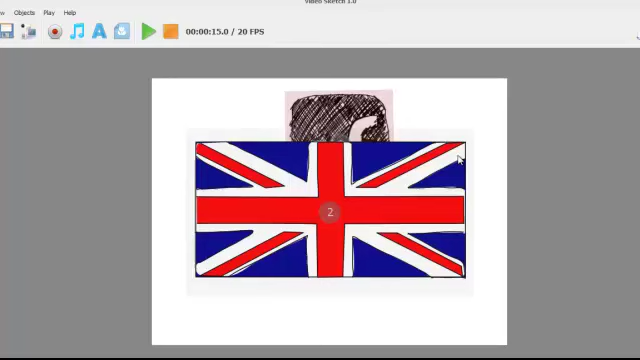 Video Sketch 1.0
w Objects Play Help
A
00:00:15.0 / 20 FPS
2